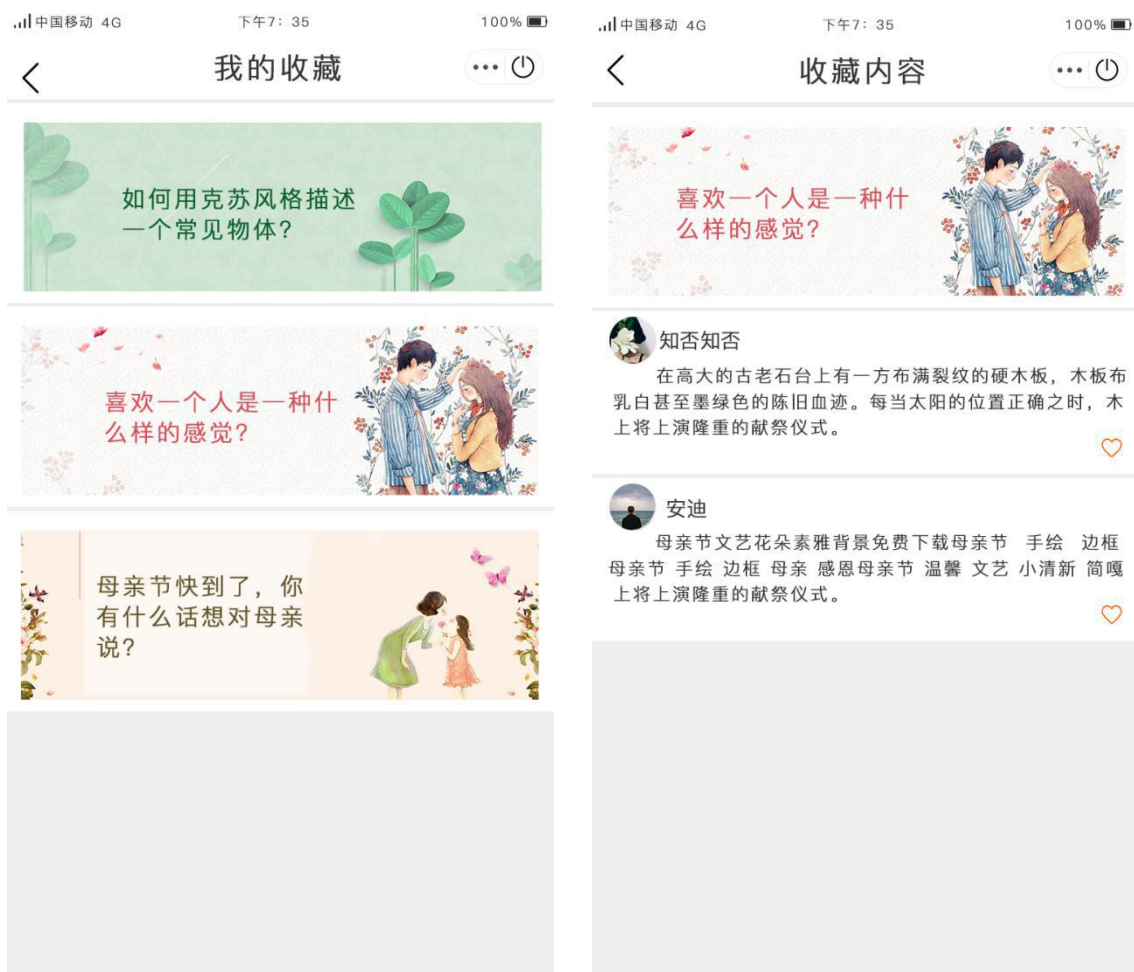 中国移动 4G
下午7：35
100%
我的收藏
如何用克苏风格描述
一个常见物体？
喜欢一个人是一种什
么样的感觉？
母亲节快到了，你
有什么话想对母亲
说？
中国移动 4G
下午7：35
100%
收藏内容
喜欢一个人是一种什
么样的感觉？
知否知否
在高大的古老石台上有一方布满裂纹的硬木板，木板布
乳白甚至墨绿色的陈旧血迹。每当太阳的位置正确之时，木
上将上演隆重的献祭仪式。
安迪
母亲节文艺花朵素雅背景免费下载母亲节 手绘 边框
母亲节 手绘 边框 母亲 感恩母亲节 温馨 文艺 小清新 简嘎
上将上演隆重的献祭仪式。